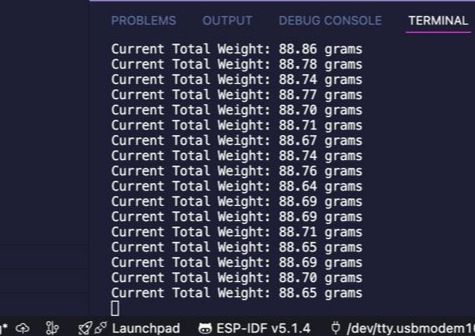 PROBLEMS OUTPUT DEBUG CONSOLE TERMINAL
Current Total Weight: 88.86 grams
Current Total Weight: 88.78 grams
Current Total Weight: 88.74 grams
Current Total Weight: 88.77 grams
Current Total Weight: 88.70 grams
Current Total Weight: 88.71 grams
Current Total Weight: 88.67 grams
Current Total Weight: 88.74 grams
Current Total Weight: 88.76 grams
Current Total Weight: 88.64 grams
Current Total Weight: 88.69 grams
Current Total Weight: 88.69 grams
Current Total Weight: 88.71 grams
Current Total Weight: 88.65 grams
Current Total Weight: 88.69 grams
Current Total Weight: 88.70 grams
Current Total Weight: 88.65 grams
Launchpad ESP-IDF v5.1.4